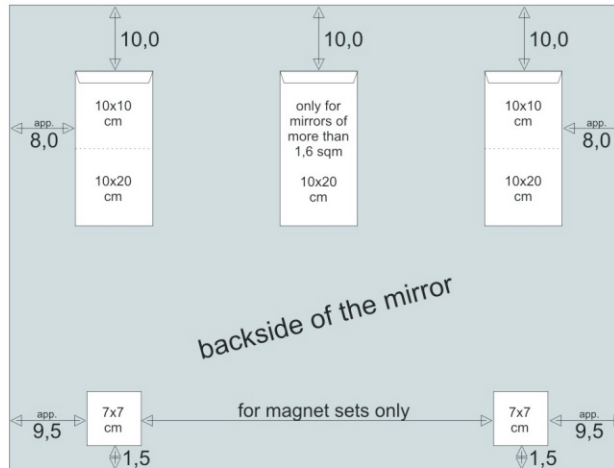 10,0
10,0
10,0
10x10
cm
only for
mirrors of
more than
1,6 sqm
10x10
cm
app.
8,0
app.
8,0
10x20
cm
10x20
cm
10x20
cm
backside of the mirror
app.
9,5
7x7
cm
for magnet sets only
7x7
cm
app.
9,5
1,5
1,5